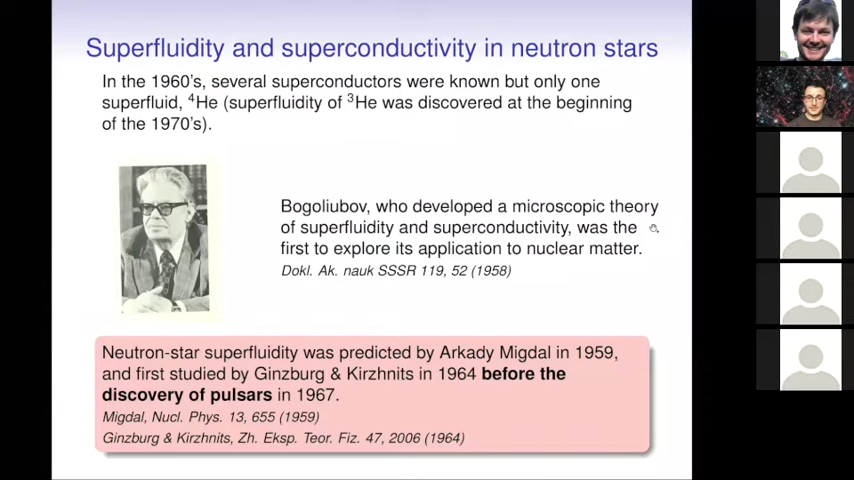 Superfluidity and superconductivity in neutron stars
In the 1960's, several superconductors were known but only one
superfluid, ⁴He (superfluidity of ³He was discovered at the beginning
of the 1970's).
Bogoliubov, who developed a microscopic theory
of superfluidity and superconductivity, was the
first to explore its application to nuclear matter.
Dokl. Ak. nauk SSSR 119, 52 (1958)
Neutron-star superfluidity was predicted by Arkady Migdal in 1959,
and first studied by Ginzburg & Kirzhnits in 1964 before the
discovery of pulsars in 1967.
Migdal, Nucl. Phys. 13, 655 (1959)
Ginzburg & Kirzhnits, Zh. Eksp. Teor. Fiz. 47, 2006 (1964)